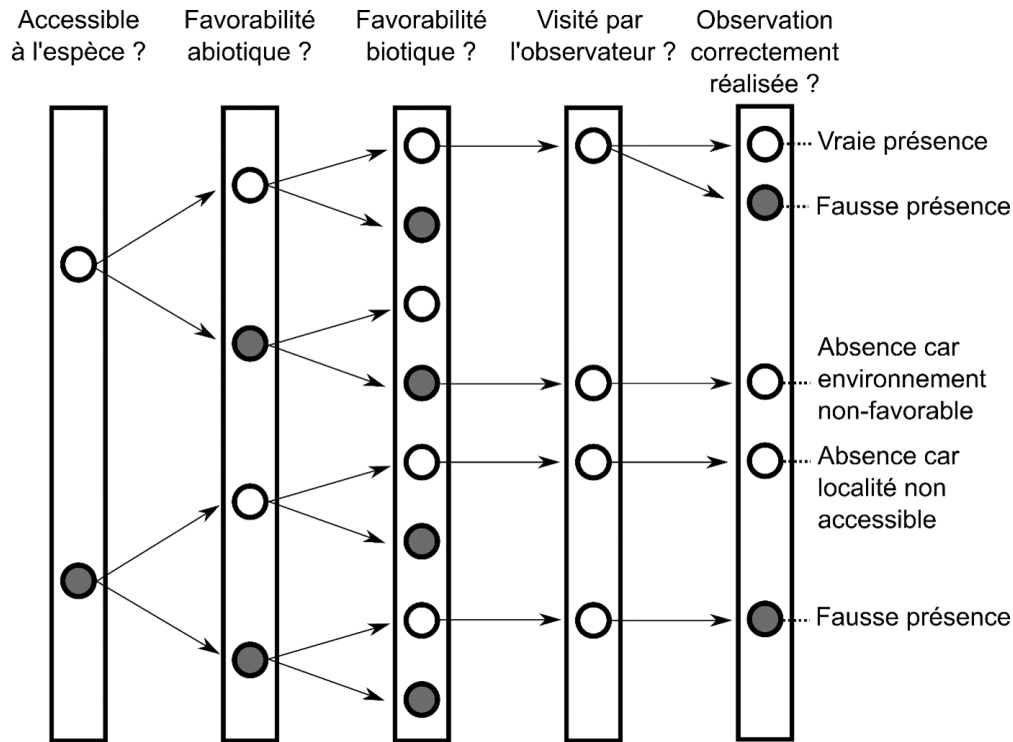 Accessible
à l'espèce ?
Favorabilité
abiotique ?
Favorabilité
biotique ?
Visité par
l'observateur ?
Observation
correctement
réalisée ?
Vraie présence
Fausse présence
Absence car
environnement
non-favorable
Absence car
localité non
accessible
Fausse présence